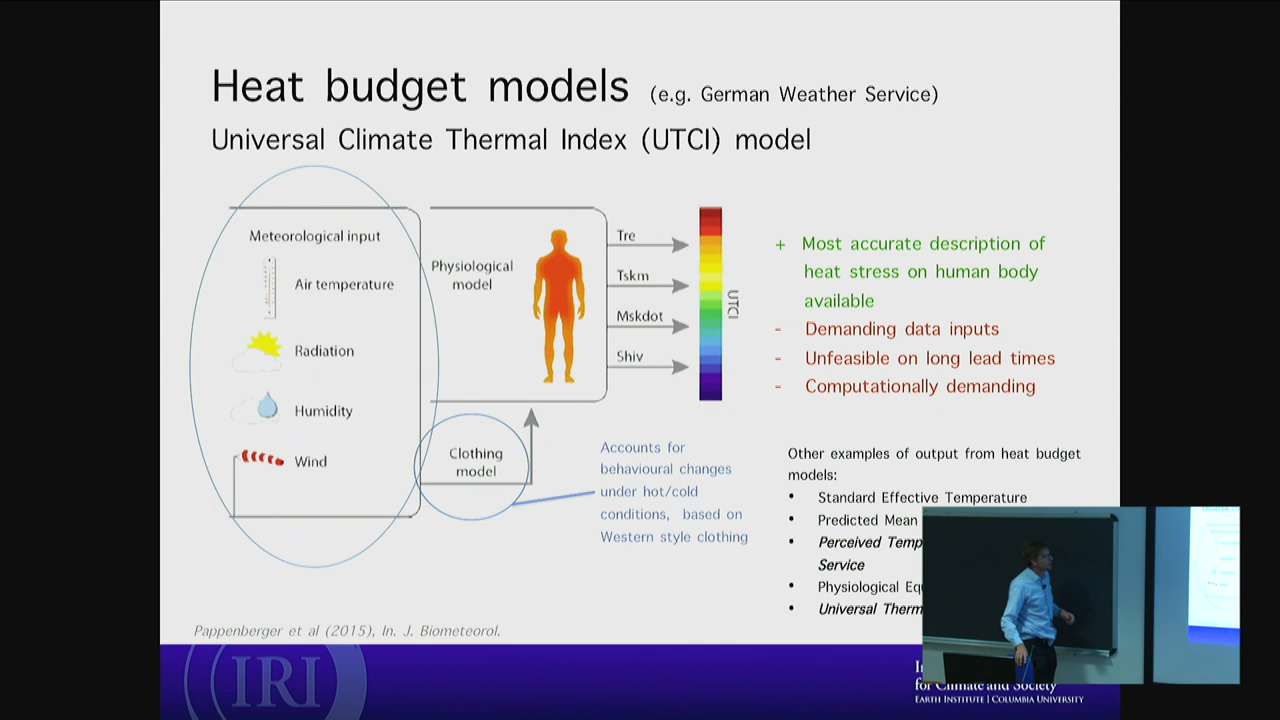 Heat budget models (e.g. German Weather Service)
Universal Climate Thermal Index (UTCI) model
Meteorological input
Air temperature
Radiation
Humidity
Wind
Physiological
model
Clothing
model
Tre
Tskm
Mskdot
Shiv
UTCI
Accounts for
behavioural changes
under hot/cold
conditions, based on
Western style clothing
+ Most accurate description of
heat stress on human body
available
- Demanding data inputs
- Unfeasible on long lead times
- Computationally demanding
Other examples of output from heat budget
models:
• Standard Effective Temperature
• Predicted Mean
• Perceived Temp
Service
• Physiological Eq
• Universal Therm
Pappenberger et al (2015), In. J. Biometeorol.
IRI
for Climate and Society
EARTH INSTITUTE | COLUMBIA UNIVERSITY